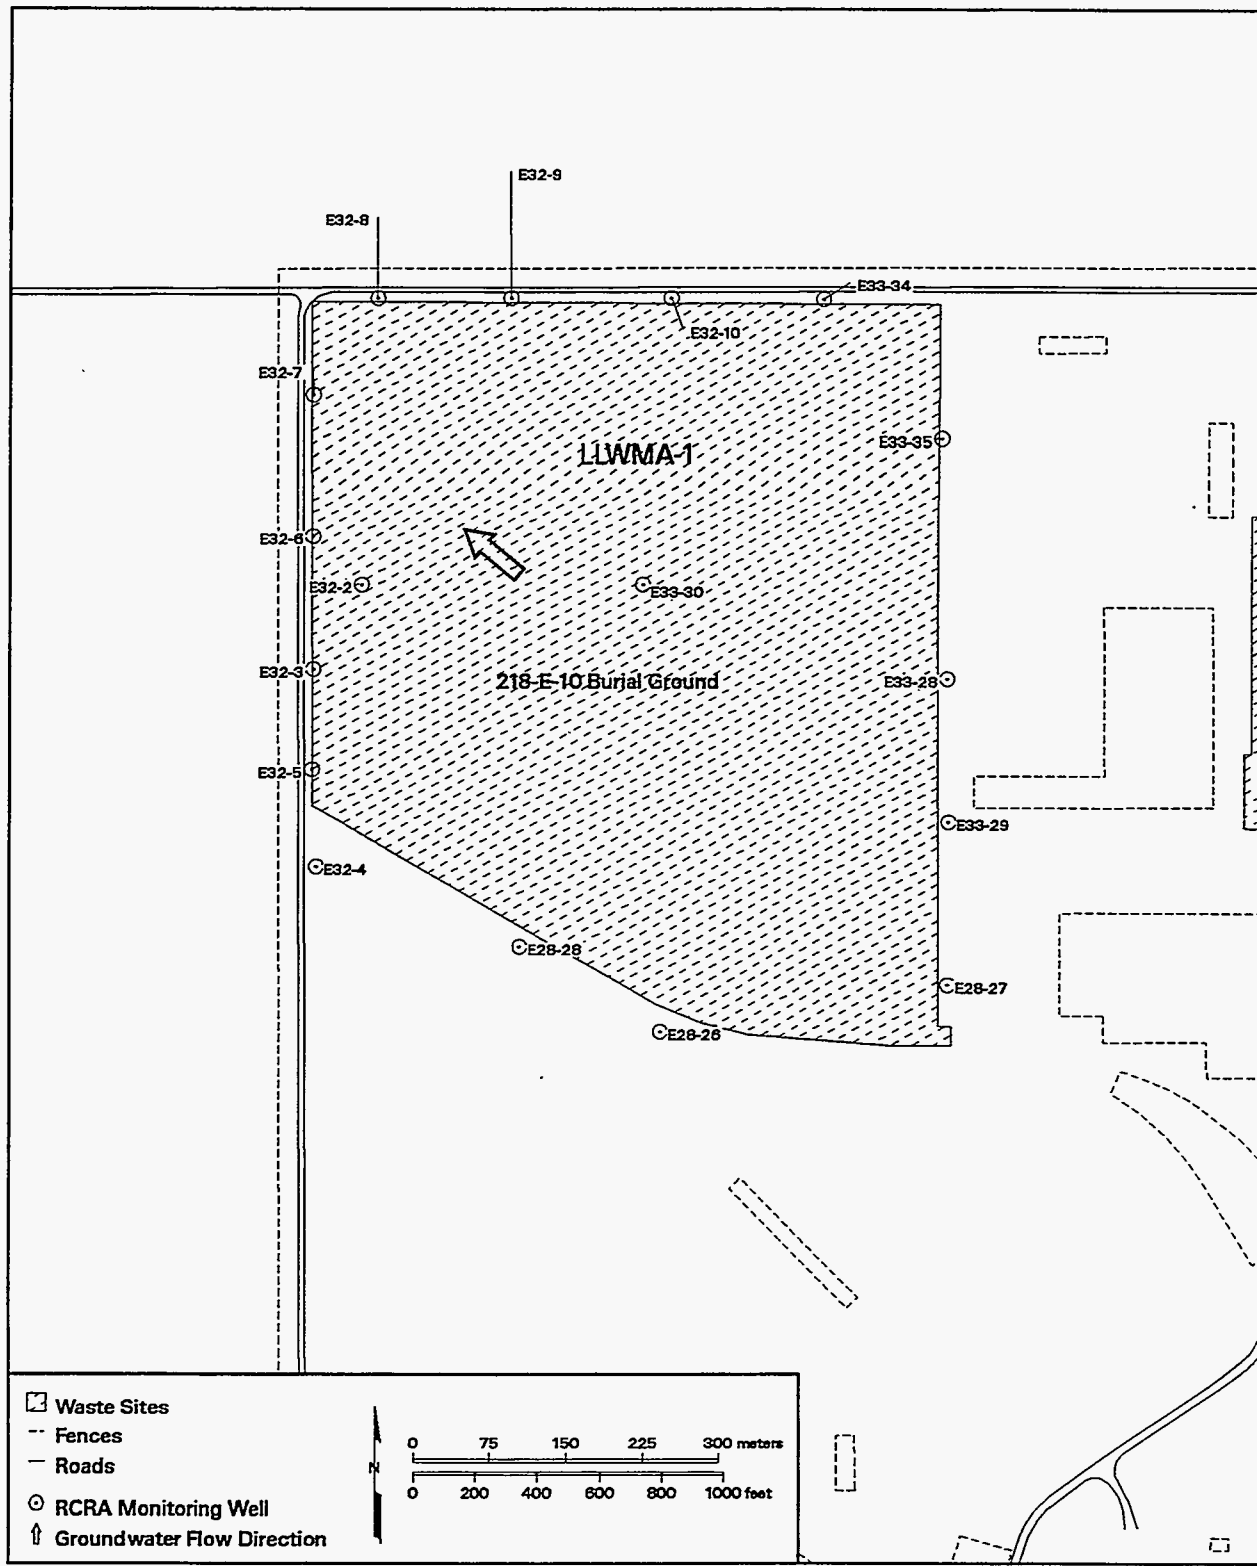 E32-9
E32-8
E33-34
E32-10
E32-7
E33-35
LLWMA-1
E32-6
E32-2
E33-30
E32-3
218-E-10 Burial Ground
E33-28
E32-5
E33-29
E32-4
E28-28
E28-27
E28-26
Waste Sites
Fences
Roads
RCRA Monitoring Well
Groundwater Flow Direction
N
0 75 150 225 300 meters
0 200 400 600 800 1000 feet